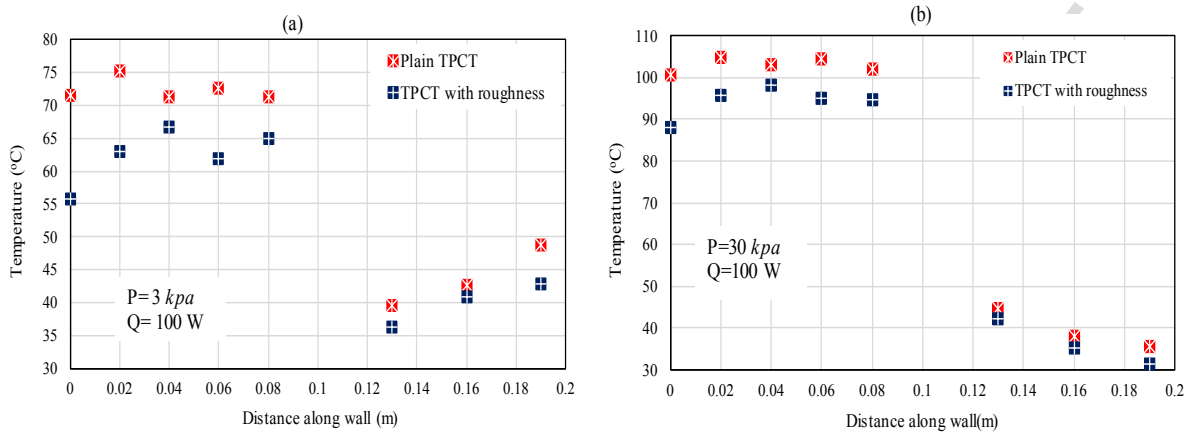 (a)
80
75
70
65
60
55
50
45
40
35
30
Temperature (°C)
Plain TPCT
TPCT with roughness
P= 3 kpa
Q= 100 W
0 0.02 0.04 0.06 0.08 0.1 0.12 0.14 0.16 0.18 0.2
Distance along wall (m)
(b)
110
100
90
80
70
60
50
40
30
Temperature (°C)
Plain TPCT
TPCT with roughness
P=30 kpa
Q=100 W
0 0.02 0.04 0.06 0.08 0.1 0.12 0.14 0.16 0.18 0.2
Distance along wall(m)